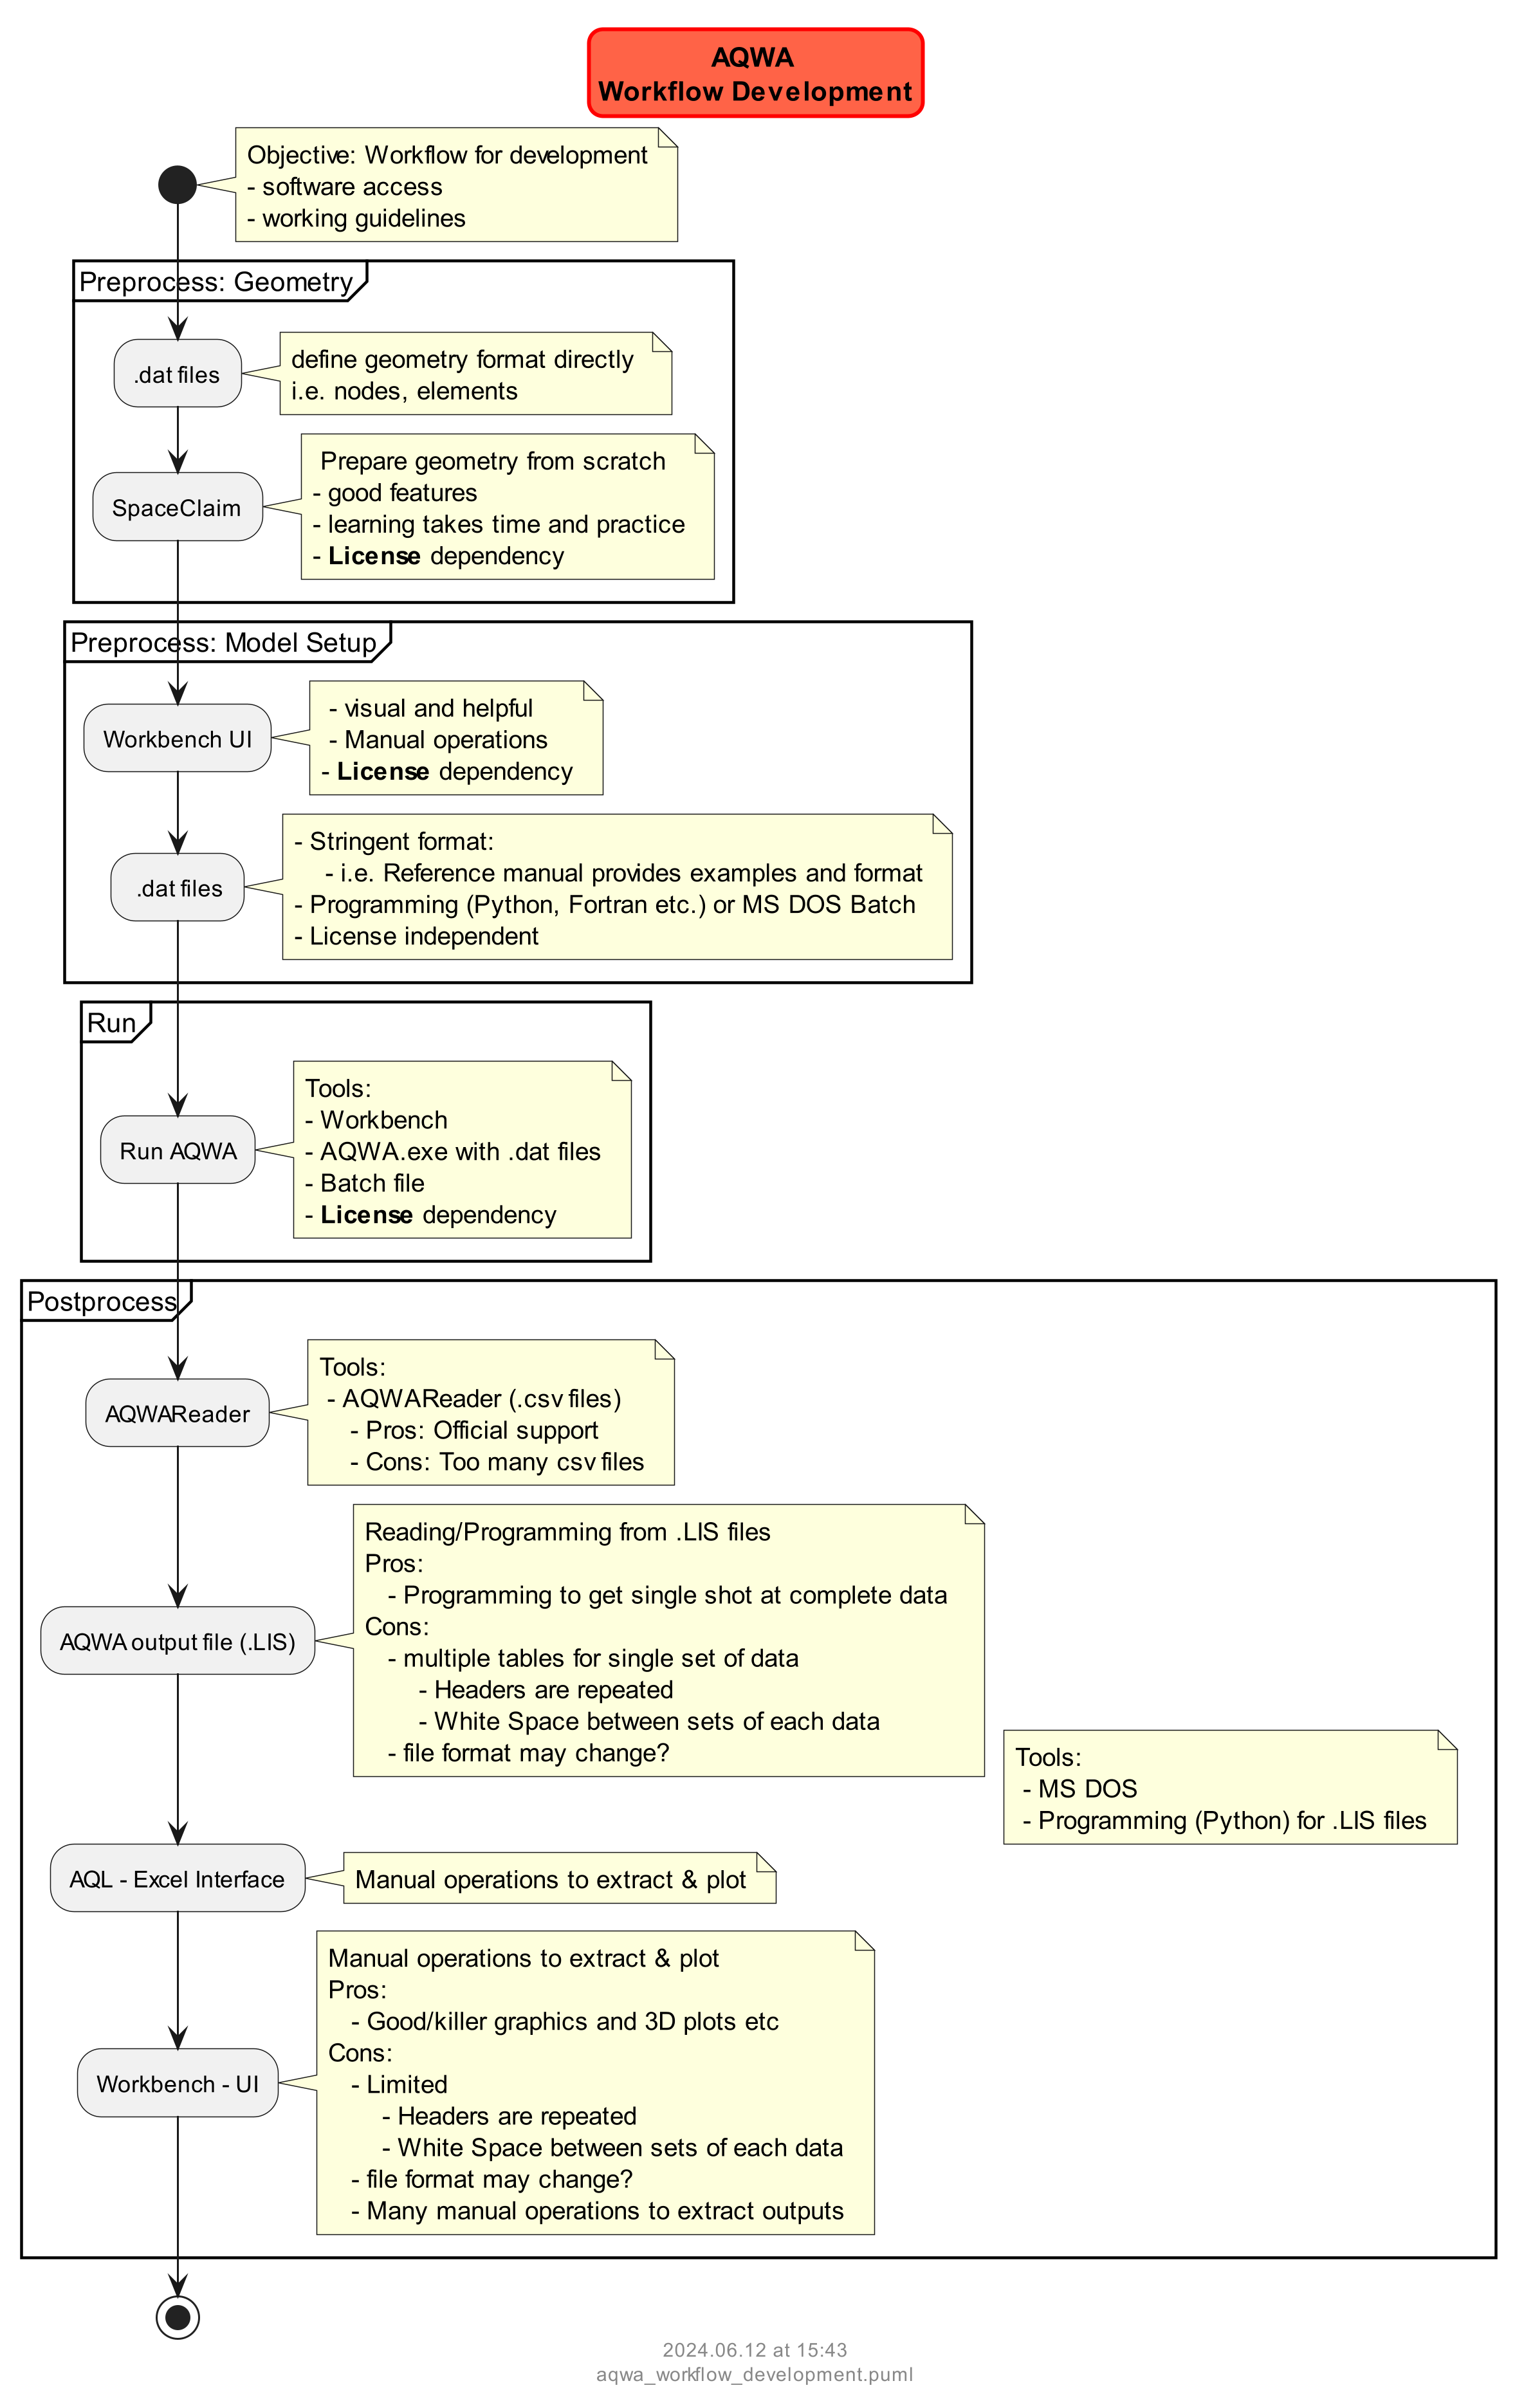 AQWA
Workflow Development
Objective: Workflow for development
- software access
- working guidelines
Preprocess: Geometry
.dat files
define geometry format directly
i.e. nodes, elements
SpaceClaim
Prepare geometry from scratch
- good features
- learning takes time and practice
- License dependency
Preprocess: Model Setup
Workbench UI
- visual and helpful
- Manual operations
- License dependency
.dat files
- Stringent format:
- i.e. Reference manual provides examples and format
- Programming (Python, Fortran etc.) or MS DOS Batch
- License independent
Run
Run AQWA
Tools:
- Workbench
- AQWA.exe with .dat files
- Batch file
- License dependency
Postprocess
AQWAReader
Tools:
- AQWAReader (.csv files)
- Pros: Official support
- Cons: Too many csv files
AQWA output file (.LIS)
Reading/Programming from .LIS files
Pros:
- Programming to get single shot at complete data
Cons:
- multiple tables for single set of data
- Headers are repeated
- White Space between sets of each data
- file format may change?
Tools:
- MS DOS
- Programming (Python) for .LIS files
AQL - Excel Interface
Manual operations to extract & plot
Workbench - UI
Manual operations to extract & plot
Pros:
- Good/killer graphics and 3D plots etc
Cons:
- Limited
- Headers are repeated
- White Space between sets of each data
- file format may change?
- Many manual operations to extract outputs
2024.06.12 at 15:43
aqwa_workflow_development.puml